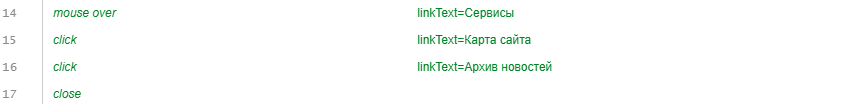 14 mouse over linkText=Сервисы
15 click linkText=Карта сайта
16 click linkText=Архив новостей
17 close